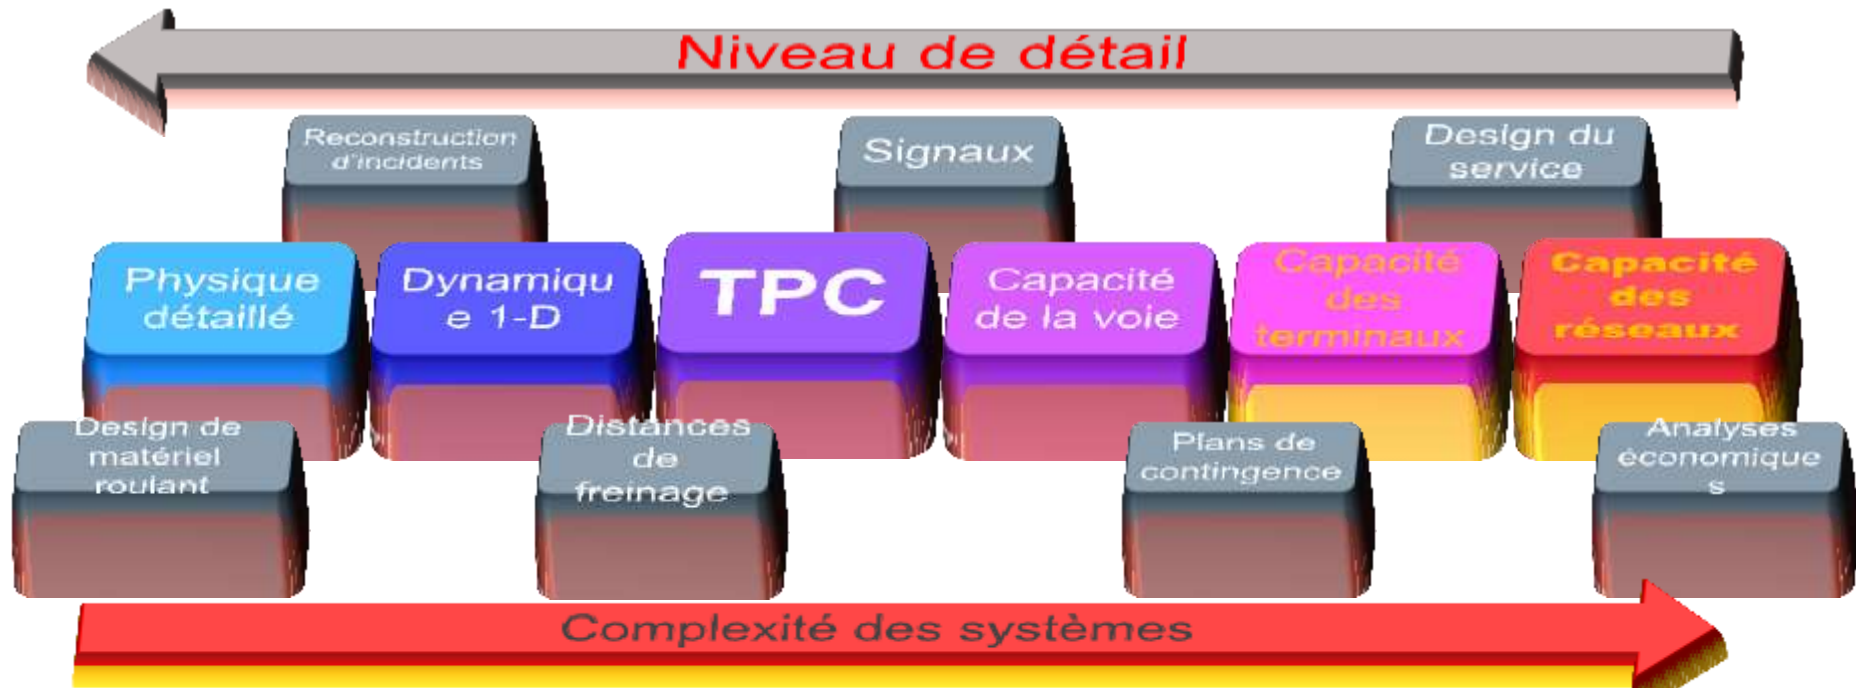 Niveau de détail
Reconstruction
d'incidents
Signaux
Design du
service
Physique
détaillé
Dynamiqu
e 1-D
TPC
Capacité
de la voie
Capacité
des
terminaux
Capacité
des
réseaux
Design de
matériel
roulant
Distances
de
freinage
Plans de
contingence
Analyses
économique
s
Complexité des systèmes